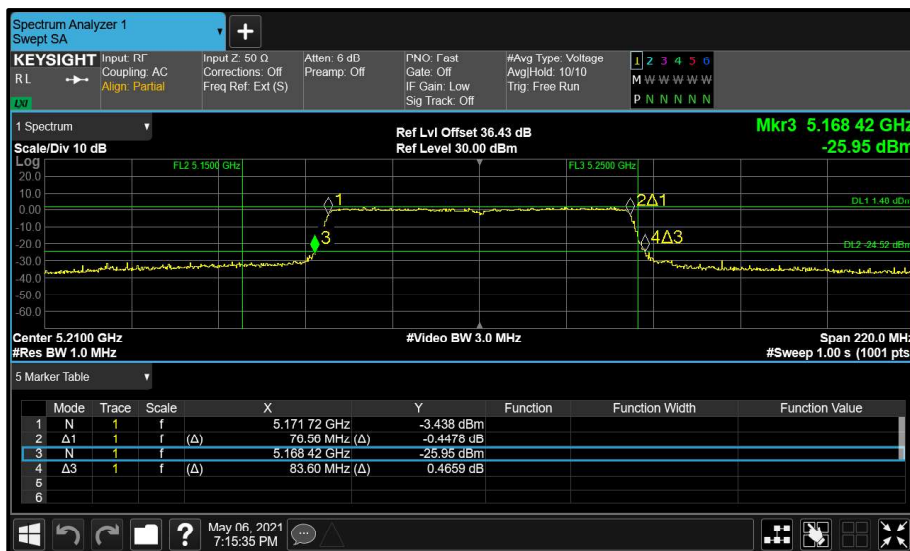 Spectrum Analyzer 1
Swept SA
+
KEYSIGHT
RL
LXI
Input: RF
Coupling: AC
Align: Partial
Input Z: 50 Ω
Corrections: Off
Freq Ref: Ext (S)
Atten: 6 dB
Preamp: Off
PNO: Fast
Gate: Off
IF Gain: Low
Sig Track: Off
#Avg Type: Voltage
Avg|Hold: 10/10
Trig: Free Run
1 2 3 4 5 6
M W W W W W
P N N N N N
1 Spectrum
Scale/Div 10 dB
Ref Lvl Offset 36.43 dB
Ref Level 30.00 dBm
Mkr3 5.168 42 GHz
-25.95 dBm
Log
FL2 5.1500 GHz
FL3 5.2500 GHz
20.0
10.0
0.00
-10.0
-20.0
-30.0
-40.0
-50.0
-60.0
1
2Δ1
3
4Δ3
DL1 1.40 dBm
DL2 -24.52 dBm
Center 5.2100 GHz
#Res BW 1.0 MHz
#Video BW 3.0 MHz
Span 220.0 MHz
#Sweep 1.00 s (1001 pts
5 Marker Table
Mode Trace Scale X Y Function Function Width Function Value
1 N 1 f 5.171 72 GHz -3.438 dBm
2 Δ1 1 f (Δ) 76.56 MHz (Δ) -0.4478 dB
3 N 1 f 5.168 42 GHz -25.95 dBm
4 Δ3 1 f (Δ) 83.60 MHz (Δ) 0.4659 dB
5
6
?
May 06, 2021
7:15:35 PM